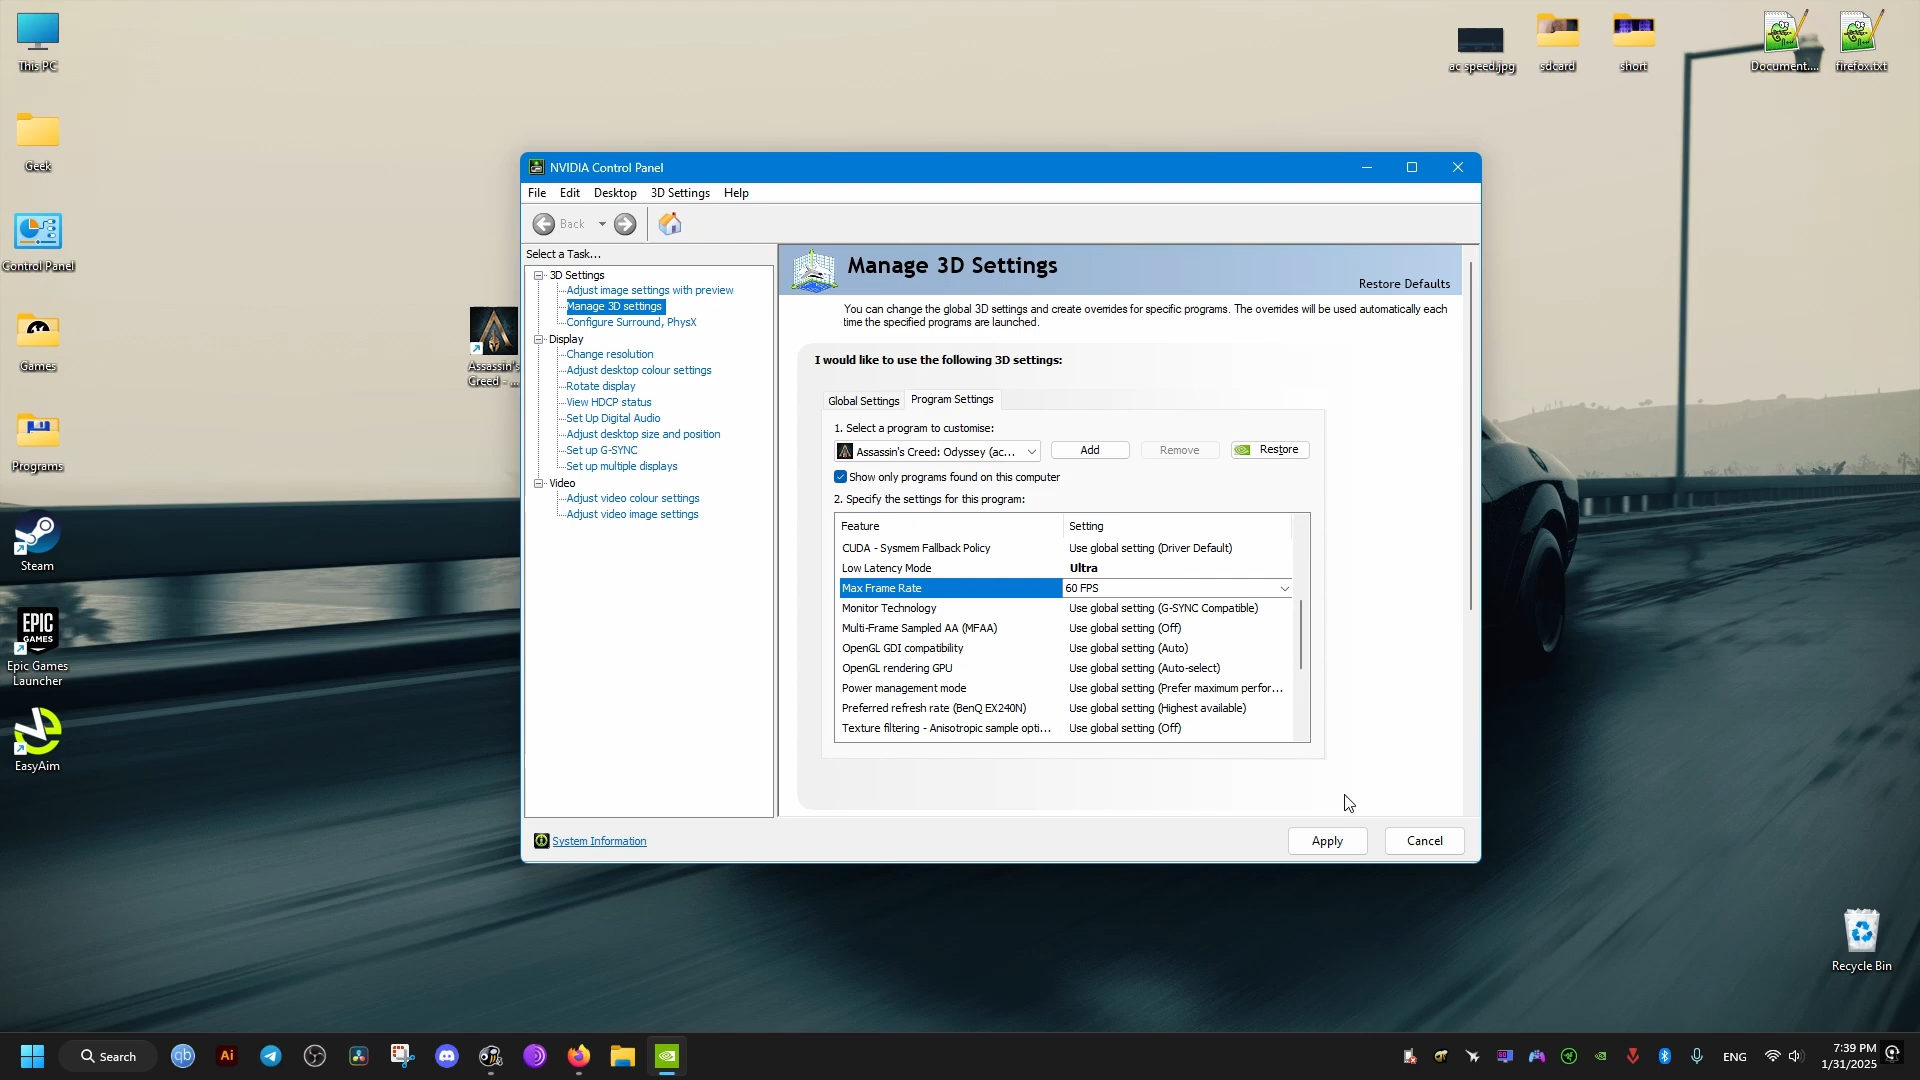 This PC
Geek
Control Panel
Games
Programs
Steam
EPIC
GAMES
Epic Games
Launcher
EasyAim
Assassin's
Creed - ...
ac speed.jpg
sdcard
short
Document....
firefox.txt
Recycle Bin
NVIDIA Control Panel
File Edit Desktop 3D Settings Help
Back
Select a Task...
3D Settings
Adjust image settings with preview
Manage 3D settings
Configure Surround, PhysX
Display
Change resolution
Adjust desktop colour settings
Rotate display
View HDCP status
Set Up Digital Audio
Adjust desktop size and position
Set up G-SYNC
Set up multiple displays
Video
Adjust video colour settings
Adjust video image settings
System Information
Manage 3D Settings
Restore Defaults
You can change the global 3D settings and create overrides for specific programs. The overrides will be used automatically each
time the specified programs are launched.
I would like to use the following 3D settings:
Global Settings Program Settings
1. Select a program to customise:
Assassin's Creed: Odyssey (ac... Add Remove Restore
Show only programs found on this computer
2. Specify the settings for this program:
Feature Setting
CUDA - Sysmem Fallback Policy Use global setting (Driver Default)
Low Latency Mode Ultra
Max Frame Rate 60 FPS
Monitor Technology Use global setting (G-SYNC Compatible)
Multi-Frame Sampled AA (MFAA) Use global setting (Off)
OpenGL GDI compatibility Use global setting (Auto)
OpenGL rendering GPU Use global setting (Auto-select)
Power management mode Use global setting (Prefer maximum perfor...
Preferred refresh rate (BenQ EX240N) Use global setting (Highest available)
Texture filtering - Anisotropic sample opti... Use global setting (Off)
Apply Cancel
Search
qb
Ai
ENG
7:39 PM
1/31/2025